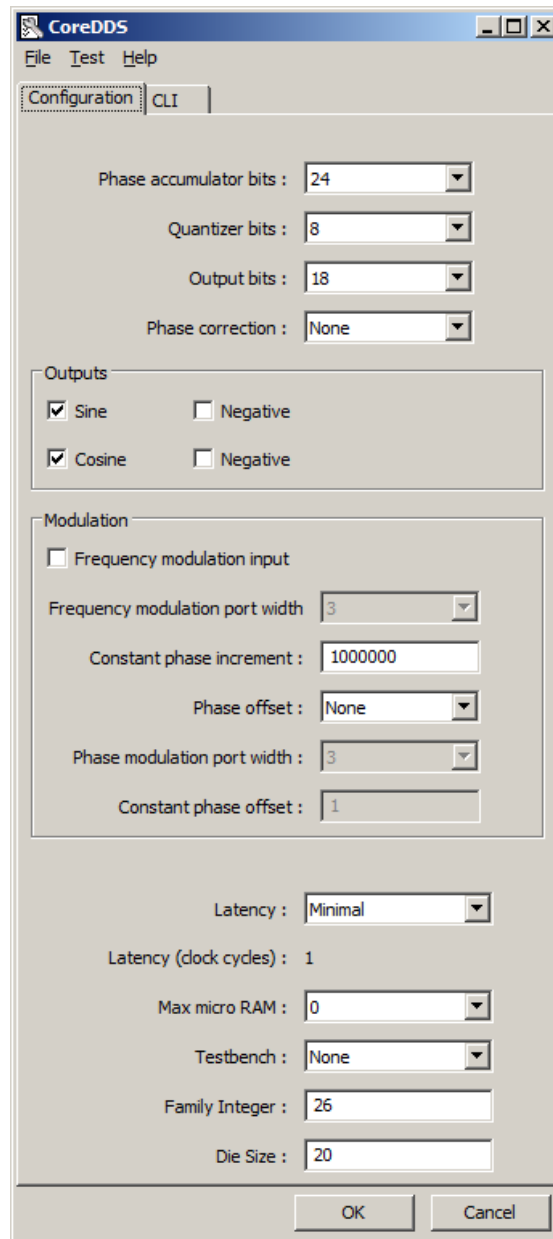 CoreDDS
File Test Help
Configuration CLI
Phase accumulator bits : 24
Quantizer bits : 8
Output bits : 18
Phase correction : None
Outputs
Sine Negative
Cosine Negative
Modulation
Frequency modulation input
Frequency modulation port width 3
Constant phase increment : 1000000
Phase offset : None
Phase modulation port width : 3
Constant phase offset : 1
Latency : Minimal
Latency (clock cycles) : 1
Max micro RAM : 0
Testbench : None
Family Integer : 26
Die Size : 20
OK Cancel